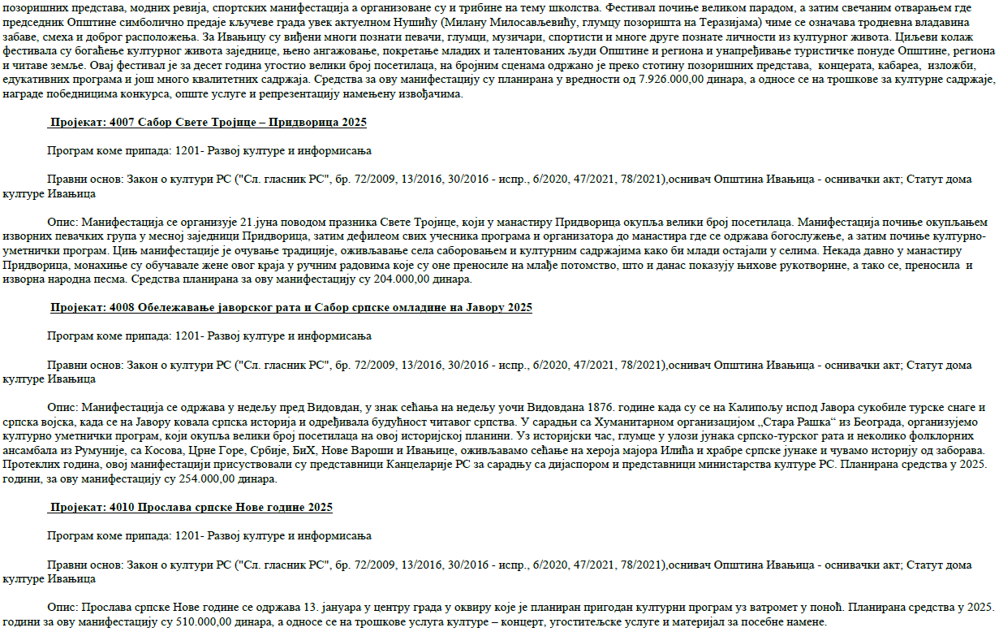 позоришних представа, модних ревија, спортских манифестација а организоване су и трибине на тему школства. Фестивал почиње великом парадом, а затим свечаним отварањем где
председник Општине симболично предаје кључеве града увек актуелном Нушићу (Милану Милосављевићу, глумцу позоришта на Теразијама) чиме се означава тродневна владавина
забаве, смеха и доброг расположења. За Ивањицу су виђени многи познати певачи, глумци, музичари, спортисти и многе друге познате личности из културног живота. Циљеви колаж
фестивала су богаћење културног живота заједнице, њено ангажовање, покретање младих и талентованих људи Општине и региона и унапређивање туристичке понуде Општине, региона
и читаве земље. Овај фестивал је за десет година угостио велики број посетилаца, на бројним сценама одржано је преко стотину позоришних представа,  концерата, кабареа,  изложби,
едукативних програма и још много квалитетних садржаја. Средства за ову манифестацију су планирана у вредности од 7.926.000,00 динара, а односе се на трошкове за културне садржаје,
награде победницима конкурса, опште услуге и репрезентацију намењену извођачима.
Пројекат: 4007 Сабор Свете Тројице – Придворица 2025
Програм коме припада: 1201- Развој културе и информисања
Правни основ: Закон о култури РС ("Сл. гласник РС", бр. 72/2009, 13/2016, 30/2016 - испр., 6/2020, 47/2021, 78/2021),оснивач Општина Ивањица - оснивачки акт; Статут дома
културе Ивањица
Опис: Манифестација се организује 21.јуна поводом празника Свете Тројице, који у манастиру Придворица окупља велики број посетилаца. Манифестација почиње окупљањем
изворних певачких група у месној заједници Придворица, затим дефилеом свих учесника програма и организатора до манастира где се одржава богослужење, а затим почиње културно-
уметнички програм. Цињ манифестације је очување традиције, оживљавање села саборовањем и културним садржајима како би млади остајали у селима. Некада давно у манастиру
Придворица, монахиње су обучавале жене овог краја у ручним радовима које су оне преносиле на млађе потомство, што и данас показују њихове рукотворине, а тако се, преносила  и
изворна народна песма. Средства планирана за ову манифестацију су 204.000,00 динара.
Пројекат: 4008 Обележавање јаворског рата и Сабор српске омладине на Јавору 2025
Програм коме припада: 1201- Развој културе и информисања
Правни основ: Закон о култури РС ("Сл. гласник РС", бр. 72/2009, 13/2016, 30/2016 - испр., 6/2020, 47/2021, 78/2021),оснивач Општина Ивањица - оснивачки акт; Статут дома
културе Ивањица
Опис: Манифестација се одржава у недељу пред Видовдан, у знак сећања на недељу уочи Видовдана 1876. године када су се на Калипољу испод Јавора сукобиле турске снаге и
српска војска, када се на Јавору ковала српска историја и одређивала будућност читавог српства. У сарадњи са Хуманитарном организацијом „Стара Рашка“ из Београда, организујемо
културно уметнички програм, који окупља велики број посетилаца на овој историјској планини. Уз историјски час, глумце у улози јунака српско-турског рата и неколико фолклорних
ансамбала из Румуније, са Косова, Црне Горе, Србије, БиХ, Нове Вароши и Ивањице, оживљавамо сећање на хероја мајора Илића и храбре српске јунаке и чувамо историју од заборава.
Протеклих година, овој манифестацији присуствовали су представници Канцеларије РС за сарадњу са дијаспором и представници министарства културе РС. Планирана средства у 2025.
години, за ову манифестацију су 254.000,00 динара.
Пројекат: 4010 Прослава српске Нове године 2025
Програм коме припада: 1201- Развој културе и информисања
Правни основ: Закон о култури РС ("Сл. гласник РС", бр. 72/2009, 13/2016, 30/2016 - испр., 6/2020, 47/2021, 78/2021),оснивач Општина Ивањица - оснивачки акт; Статут дома
културе Ивањица
Опис: Прослава српске Нове године се одржава 13. јануара у центру града у оквиру које је планиран пригодан културни програм уз ватромет у поноћ. Планирана средства у 2025.
години за ову манифестацију су 510.000,00 динара, а односе се на трошкове услуга културе – концерт, угоститељске услуге и материјал за посебне намене.